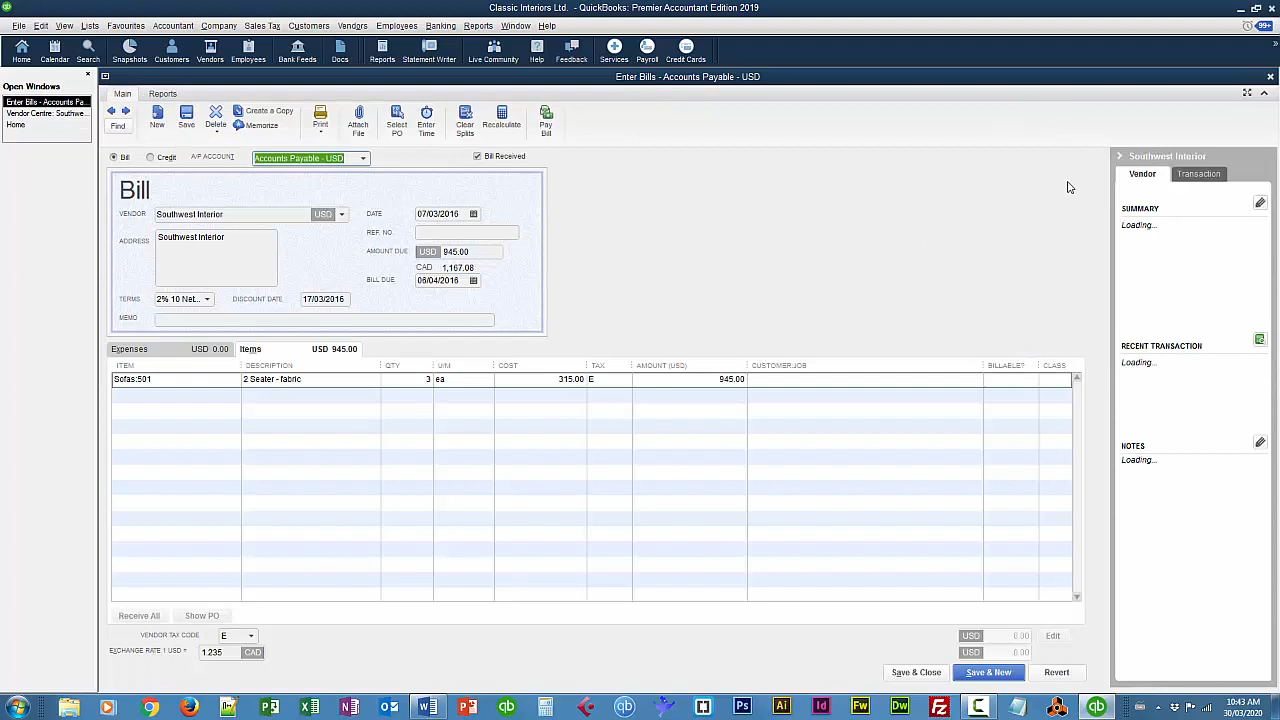 Classic Interiors Ltd. - QuickBooks: Premier Accountant Edition 2019
File Edit View Lists Favourites Accountant Company Sales Tax Customers Vendors Employees Banking Reports Window Help 99+
Home Calendar Search Snapshots Customers Vendors Employees Bank Feeds Docs Reports Statement Writer Live Community Help Feedback Services Payroll Credit Cards
Open Windows
Enter Bills - Accounts Pa...
Vendor Centre: Southwe...
Home
Enter Bills - Accounts Payable - USD
Main Reports
Find New Save Delete Create a Copy Memorize Print Attach File Select PO Enter Time Clear Splits Recalculate Pay Bill
Bill Credit A/P ACCOUNT Accounts Payable - USD Bill Received
Bill
VENDOR Southwest Interior USD DATE 07/03/2016
REF. NO.
ADDRESS Southwest Interior
AMOUNT DUE USD 945.00
CAD 1,167.08
BILL DUE 06/04/2016
TERMS 2% 10 Net... DISCOUNT DATE 17/03/2016
MEMO
Expenses USD 0.00 Items USD 945.00
ITEM DESCRIPTION QTY U/M COST TAX AMOUNT (USD) CUSTOMER:JOB BILLABLE? CLASS
Sofas:501 2 Seater - fabric 3 ea 315.00 E 945.00
Receive All Show PO
VENDOR TAX CODE E
EXCHANGE RATE 1 USD = 1.235 CAD
USD 0.00 Edit
USD .0.00
Save & Close Save & New Revert
Southwest Interior
Vendor Transaction
SUMMARY
Loading...
RECENT TRANSACTION
Loading...
NOTES
Loading...
10:43 AM
30/03/2020